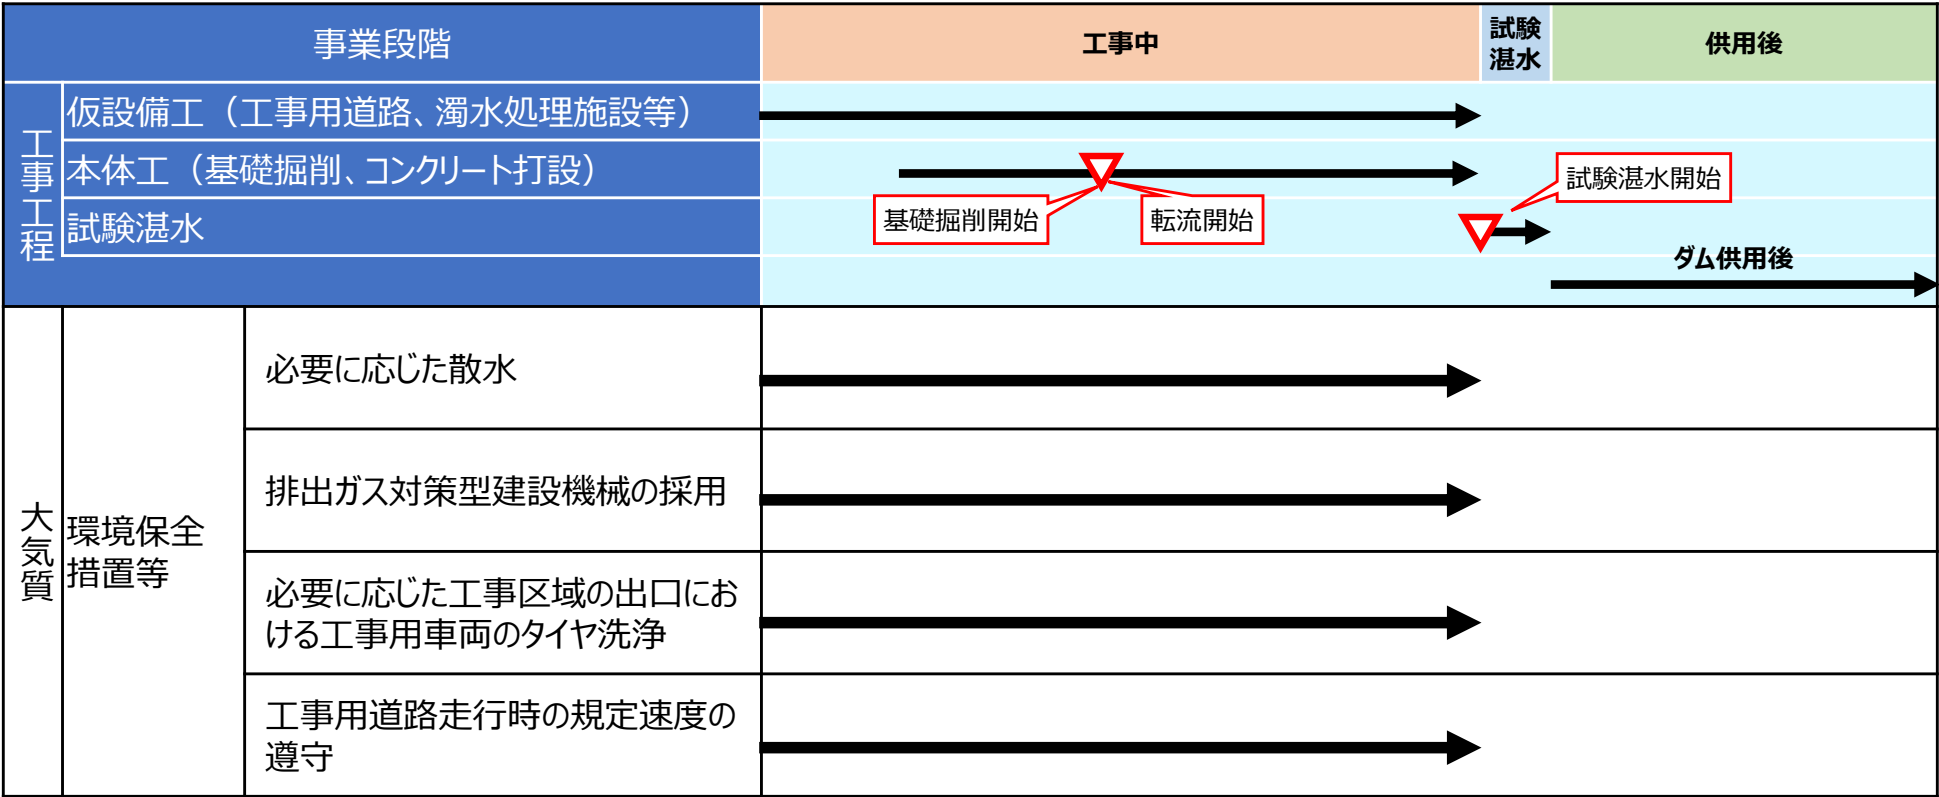 事業段階
工事中
試験
湛水
供用後
工事工程
仮設備工（工事用道路、濁水処理施設等）
本体工（基礎掘削、コンクリート打設）
試験湛水開始
基礎掘削開始
転流開始
試験湛水
ダム供用後
大気質
環境保全
措置等
必要に応じた散水
排出ガス対策型建設機械の採用
必要に応じた工事区域の出口にお
ける工事用車両のタイヤ洗浄
工事用道路走行時の規定速度の
遵守